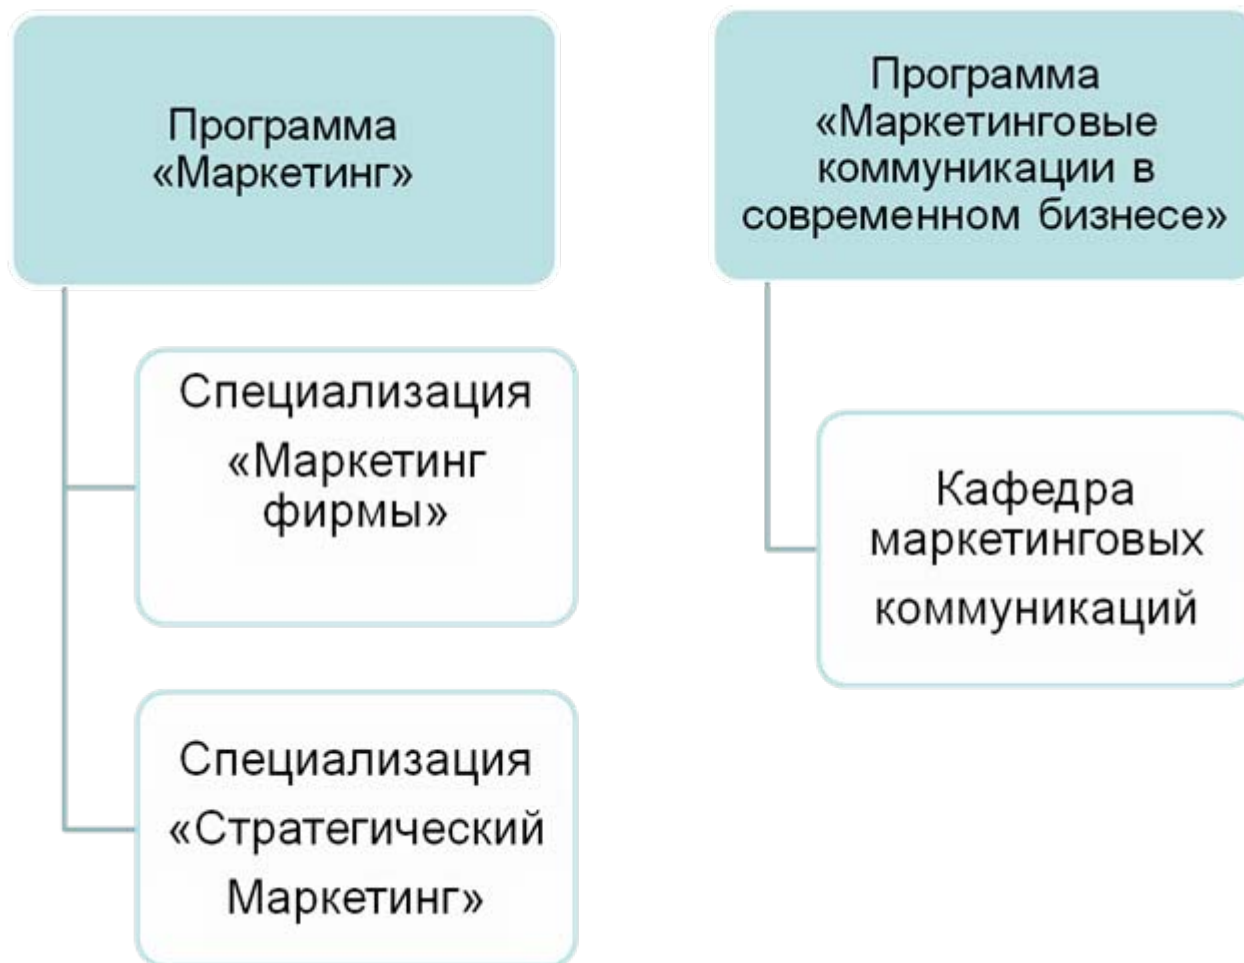 Программа
«Маркетинг»
Специализация
«Маркетинг
фирмы»
Специализация
«Стратегический
Маркетинг»
Программа
«Маркетинговые
коммуникации в
современном бизнесе»
Кафедра
маркетинговых
коммуникаций